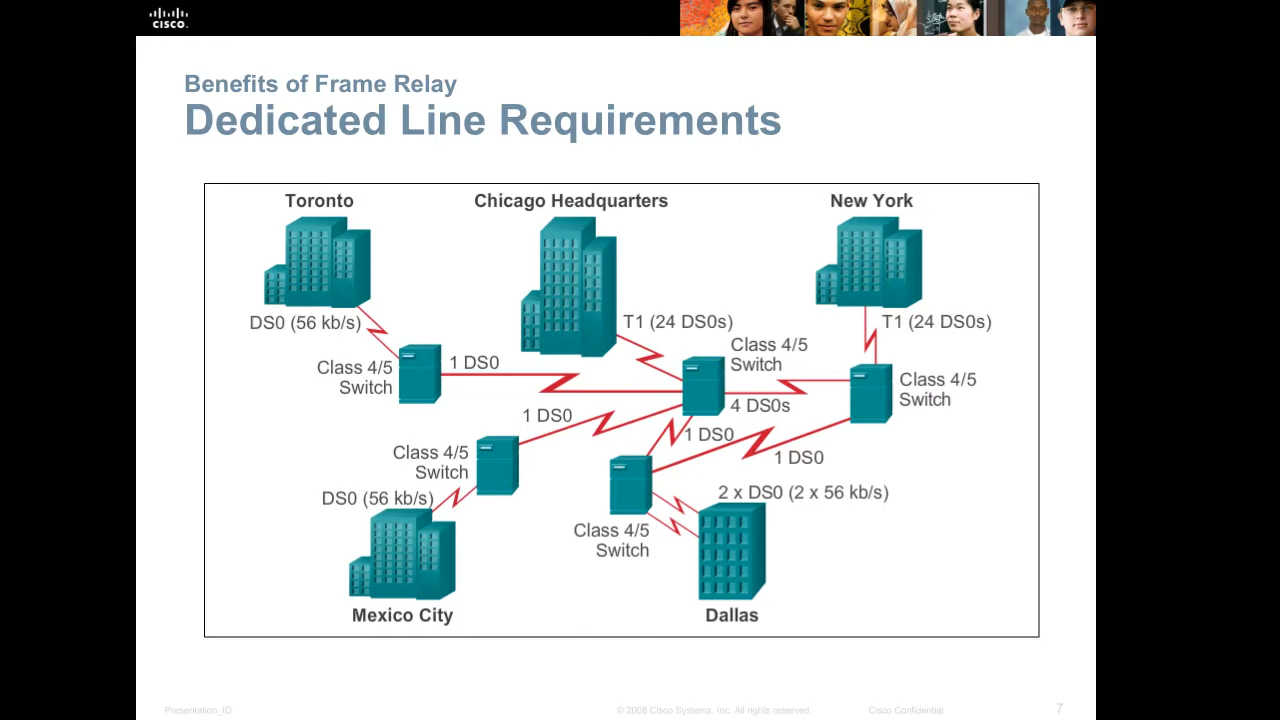 CISCO.
Benefits of Frame Relay
Dedicated Line Requirements
Toronto
Chicago Headquarters
New York
DS0 (56 kb/s)
T1 (24 DS0s)
T1 (24 DS0s)
Class 4/5
Switch
1 DS0
Class 4/5
Switch
Class 4/5
Switch
4 DS0s
1 DS0
1 DS0
1 DS0
Class 4/5
Switch
DS0 (56 kb/s)
2 x DS0 (2 x 56 kb/s)
Class 4/5
Switch
Mexico City
Dallas
Presentation_ID
© 2008 Cisco Systems, Inc. All rights reserved.
Cisco Confidential
7